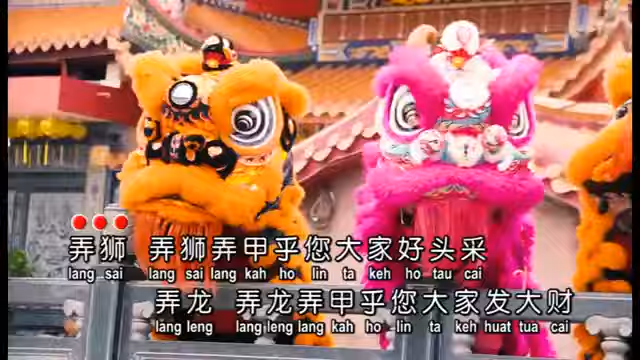 弄狮 弄狮弄甲乎您大家好头采
lang sai lang sai lang kah ho lin ta keh ho tau cai
弄龙 弄龙弄甲乎您大家发大财
lang leng lang leng lang kah ho lin ta keh huat tua cai